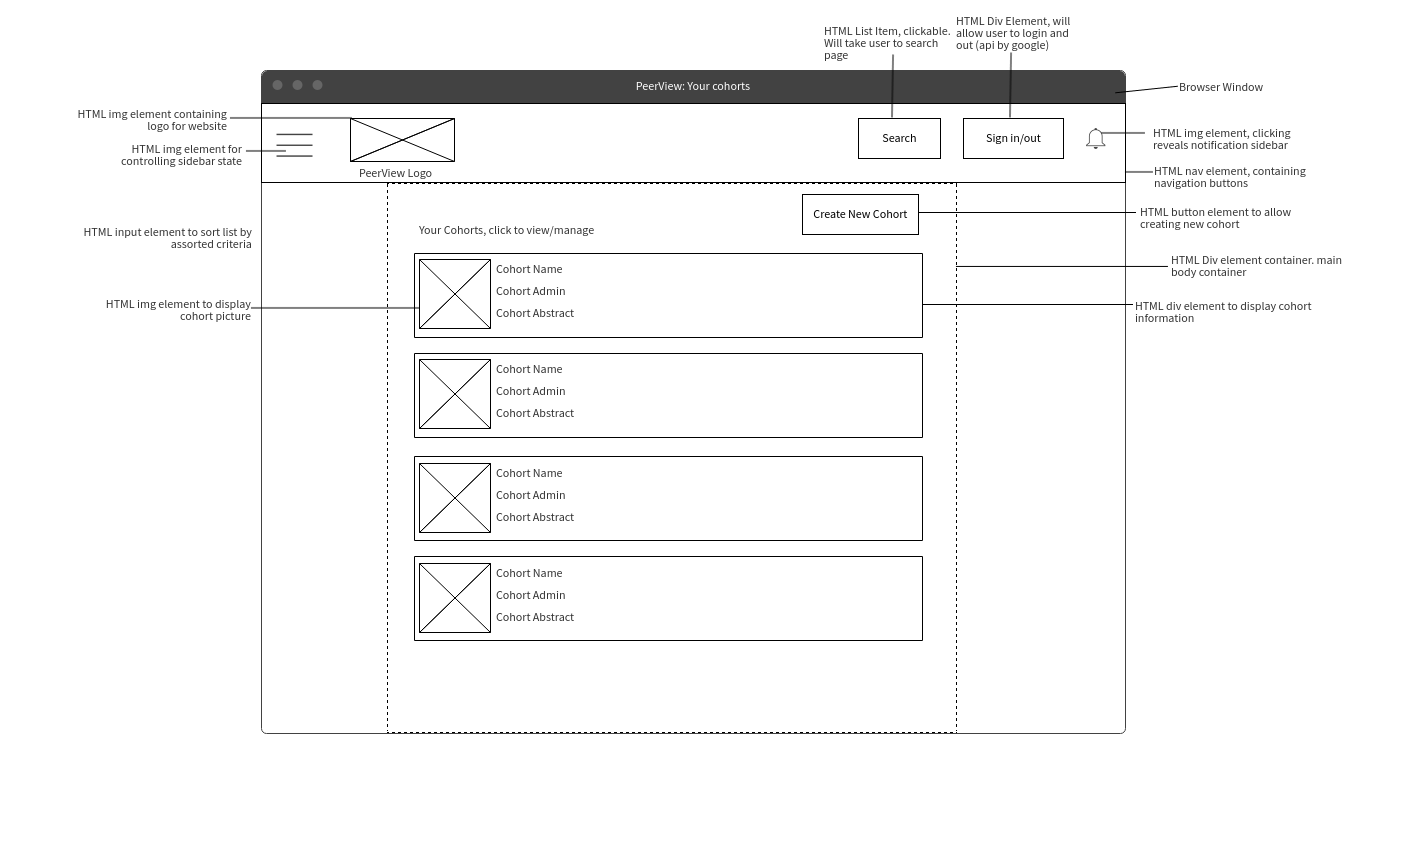 HTML List Item, clickable.
Will take user to search
page
HTML Div Element, will
allow user to login and
out (api by google)
PeerView: Your cohorts
Browser Window
HTML img element containing
logo for website
HTML img element for
controlling sidebar state
PeerView Logo
Search
Sign in/out
HTML img element, clicking
reveals notification sidebar
HTML nav element, containing
navigation buttons
Create New Cohort
HTML button element to allow
creating new cohort
HTML input element to sort list by
assorted criteria
Your Cohorts, click to view/manage
HTML Div element container. main
body container
HTML img element to display
cohort picture
Cohort Name
Cohort Admin
Cohort Abstract
HTML div element to display cohort
information
Cohort Name
Cohort Admin
Cohort Abstract
Cohort Name
Cohort Admin
Cohort Abstract
Cohort Name
Cohort Admin
Cohort Abstract